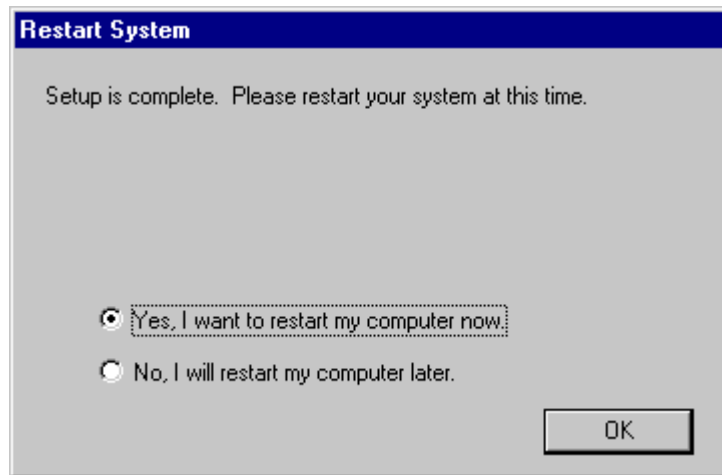 Restart System
Setup is complete.  Please restart your system at this time.
Yes, I want to restart my computer now.
No, I will restart my computer later.
OK